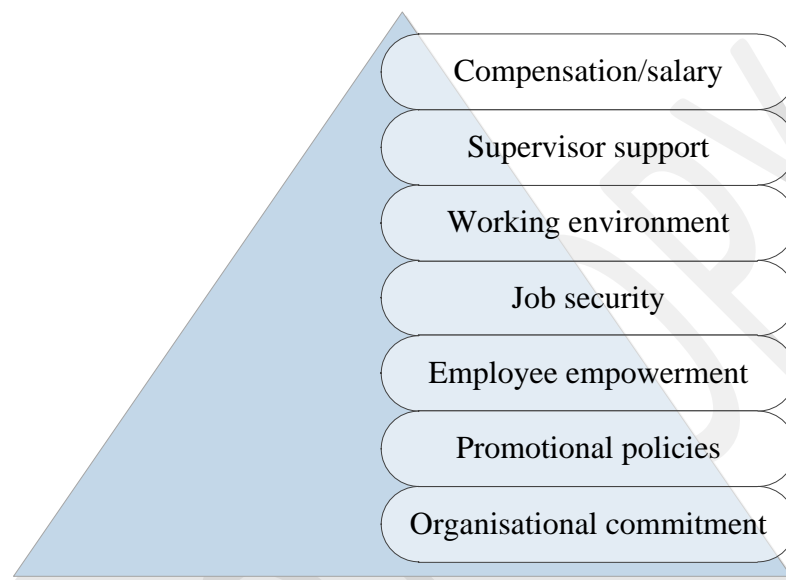 Compensation/salary
Supervisor support
Working environment
Job security
Employee empowerment
Promotional policies
Organisational commitment